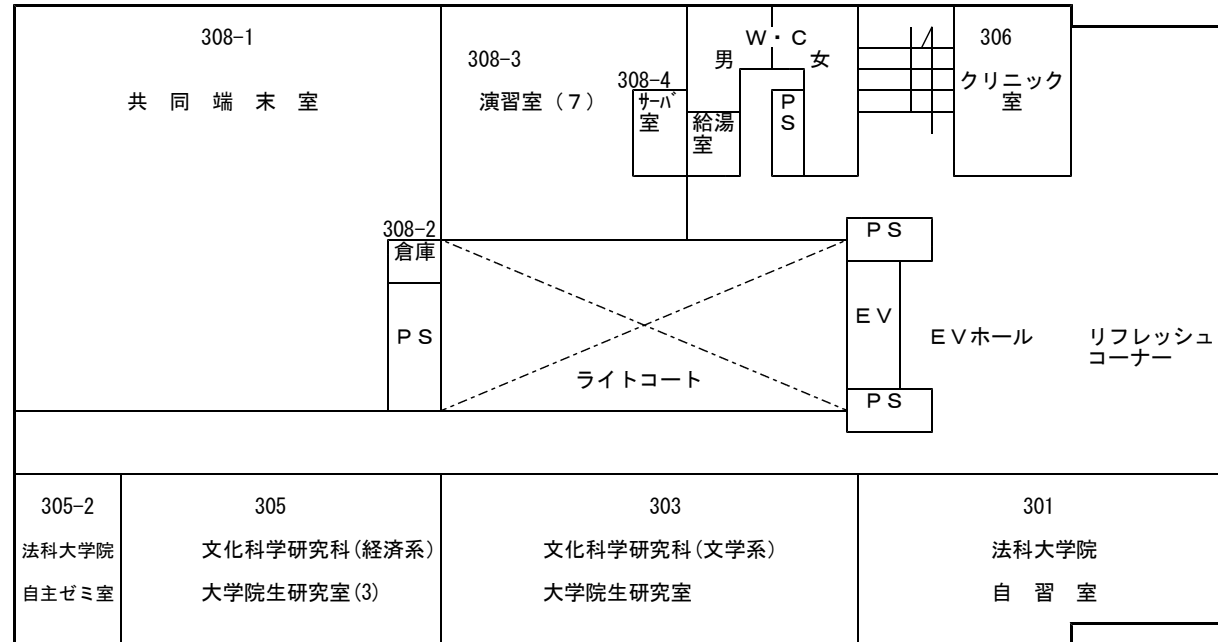 308-1
共 同 端 末 室
308-3
演習室（７）
308-4
サーバ
室
W・C
男
女
給湯
室
P
S
306
クリニック
室
308-2
倉庫
ＰＳ
ライトコート
ＰＳ
ＥＶ
ＰＳ
ＥＶホール
リフレッシュ
コーナー
305-2
法科大学院
自主ゼミ室
305
文化科学研究科(経済系)
大学院生研究室(3)
303
文化科学研究科(文学系)
大学院生研究室
301
法科大学院
自 習 室